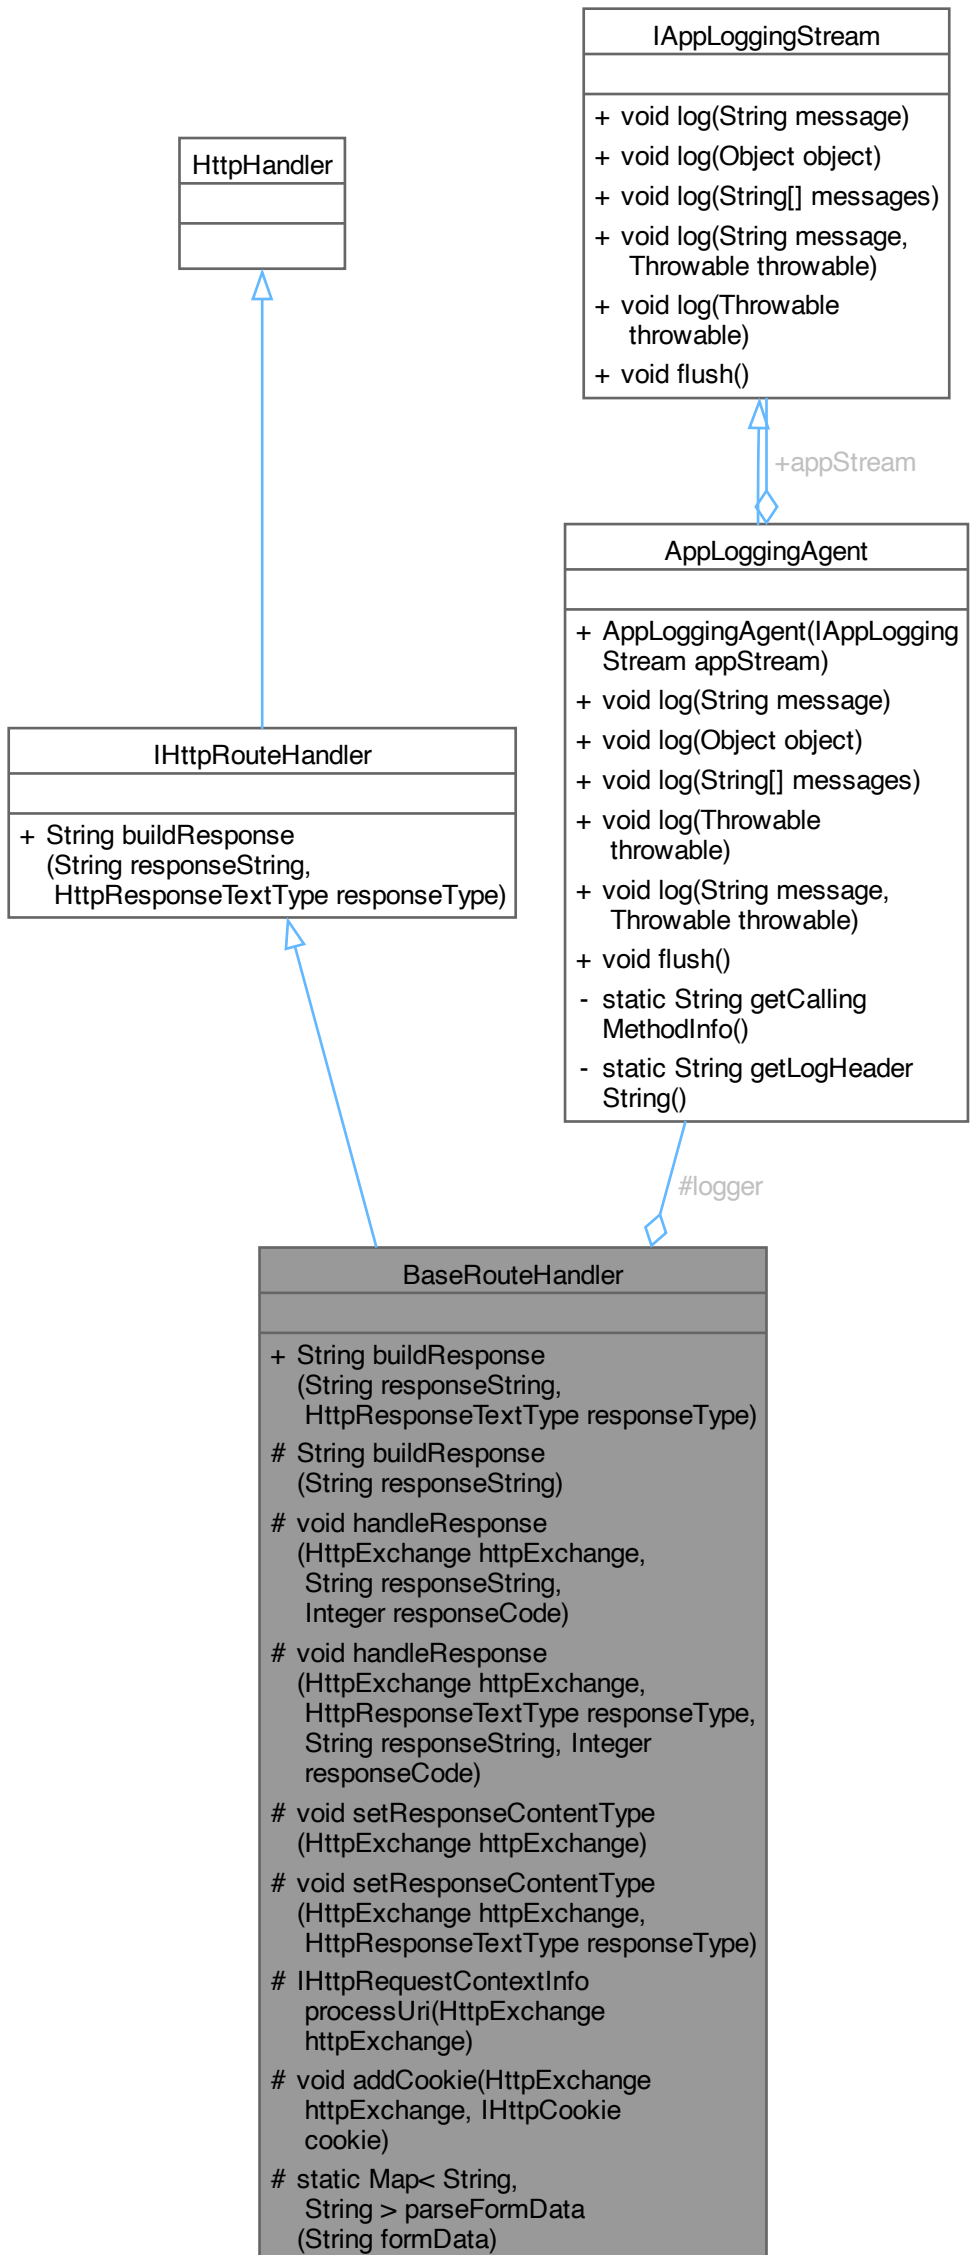 IAppLoggingStream
+ void log(String message)
+ void log(Object object)
+ void log(String[] messages)
+ void log(String message,
Throwable throwable)
+ void log(Throwable
throwable)
+ void flush()
HttpHandler
+appStream
AppLoggingAgent
+ AppLoggingAgent(IAppLogging
Stream appStream)
+ void log(String message)
+ void log(Object object)
+ void log(String[] messages)
+ void log(Throwable
throwable)
+ void log(String message,
Throwable throwable)
+ void flush()
- static String getCalling
MethodInfo()
- static String getLogHeader
String()
IHttpRouteHandler
+ String buildResponse
(String responseString,
HttpResponseTextType responseType)
#logger
BaseRouteHandler
+ String buildResponse
(String responseString,
HttpResponseTextType responseType)
# String buildResponse
(String responseString)
# void handleResponse
(HttpExchange httpExchange,
String responseString,
Integer responseCode)
# void handleResponse
(HttpExchange httpExchange,
HttpResponseTextType responseType,
String responseString, Integer
responseCode)
# void setResponseContentType
(HttpExchange httpExchange)
# void setResponseContentType
(HttpExchange httpExchange,
HttpResponseTextType responseType)
# IHttpRequestContextInfo
processUri(HttpExchange
httpExchange)
# void addCookie(HttpExchange
httpExchange, IHttpCookie
cookie)
# static Map< String,
String > parseFormData
(String formData)